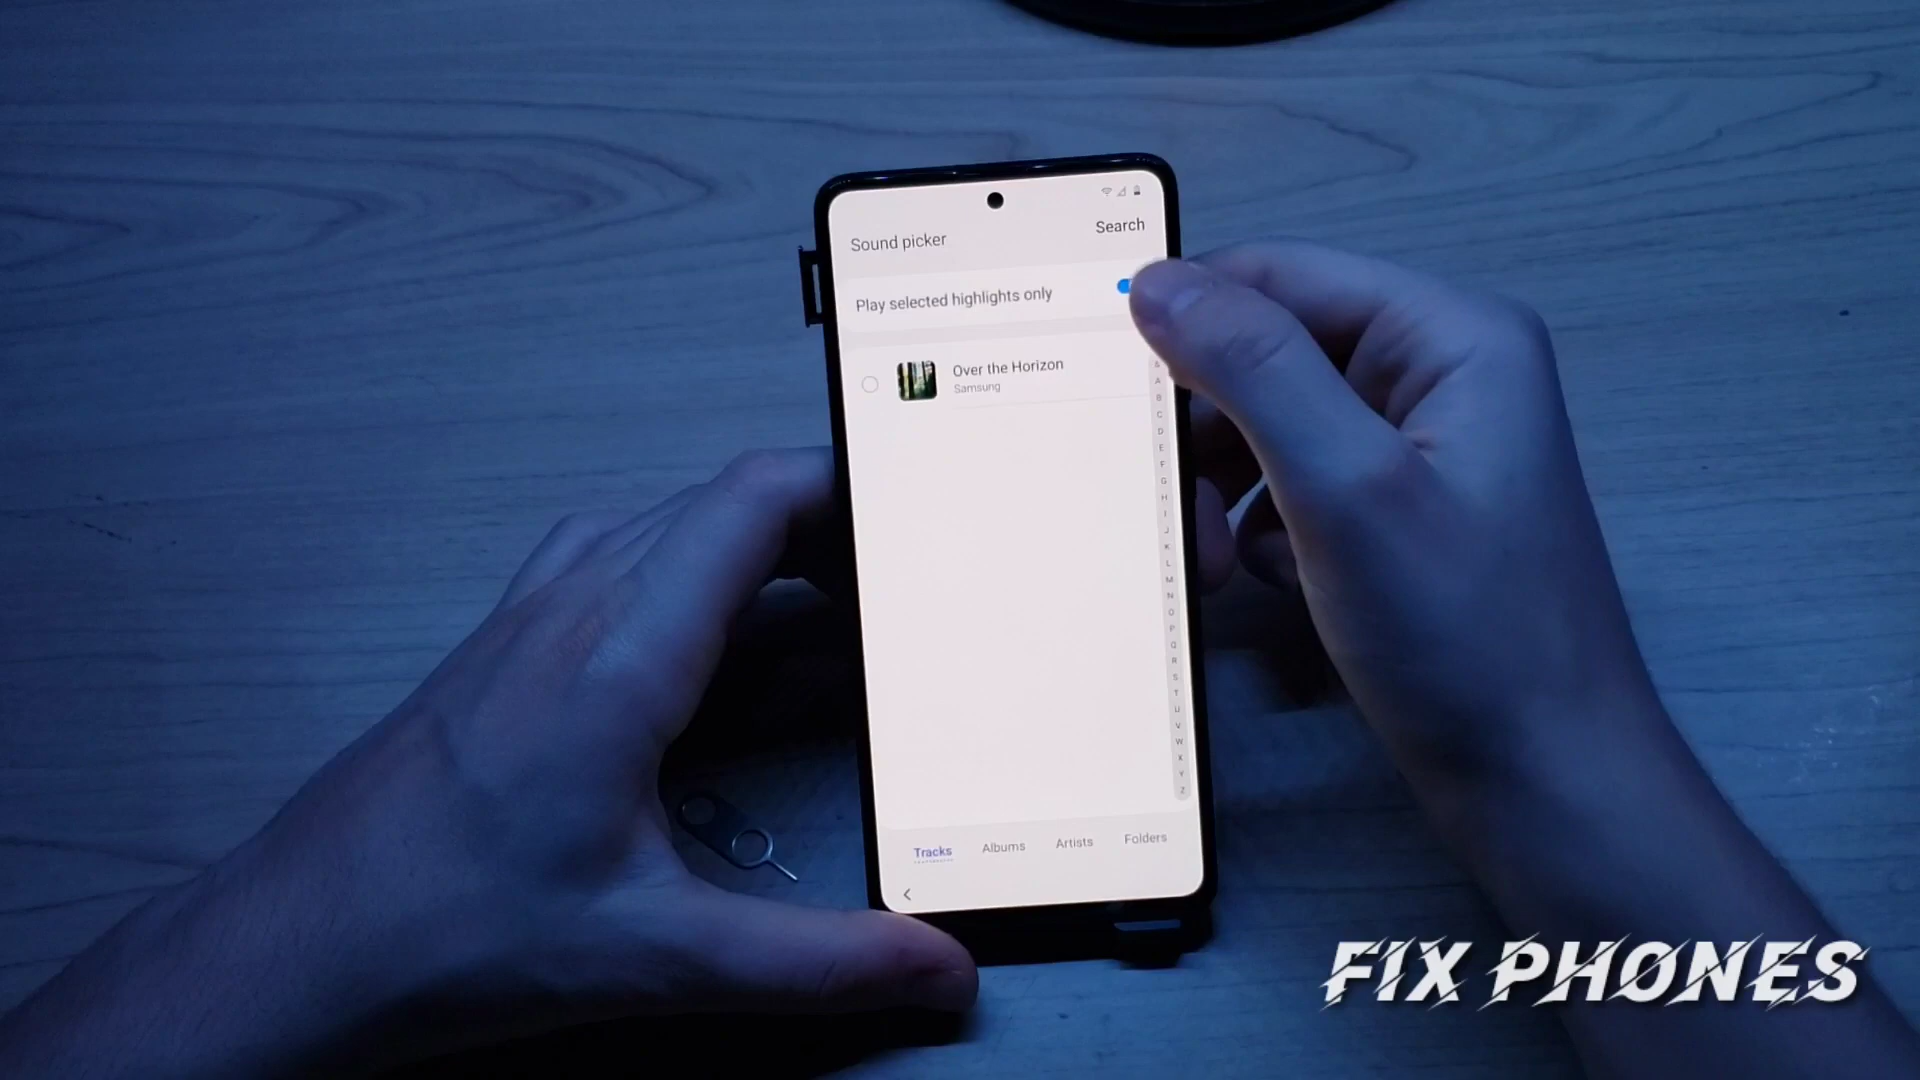 Search
Sound picker
Play selected highlights only
Over the Horizon
Samsung
&
A
B
C
D
E
F
G
H
I
J
K
L
M
N
O
P
Q
R
S
T
U
V
W
X
Y
Z
Tracks Albums Artists Folders
FIX PHONES